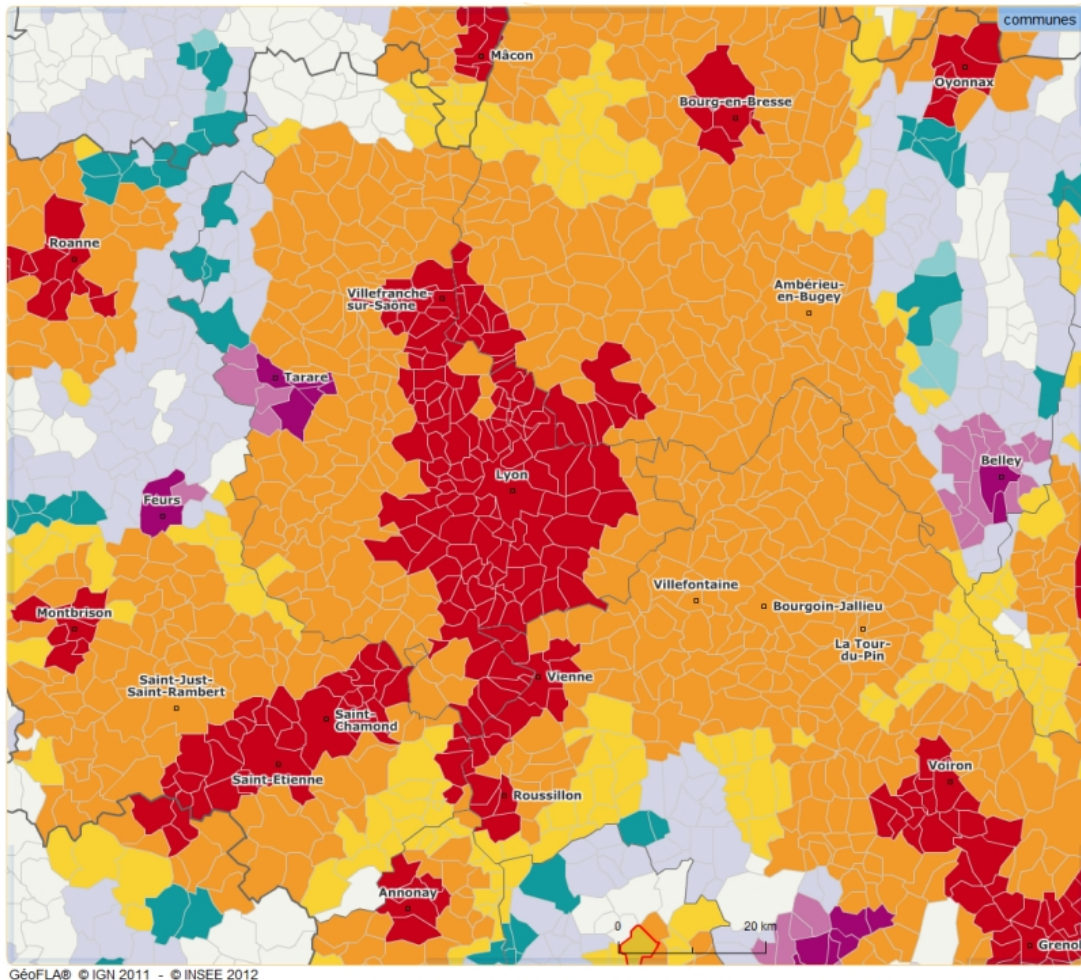 communes
Mâcon
Oyonnax
Bourg-en-Bresse
Roanne
Villefranche-
sur-Saône
Ambérieu-
en-Bugey
Tarare
Lyon
Belley
Feurs
Villefontaine
Bourgoin-Jallieu
Montbrison
La Tour-
du-Pin
Saint-Just-
Saint-Rambert
Vienne
Saint-
Chamond
Saint-Etienne
Voiron
Roussillon
Annonay
0 20 km
Grenol
GéoFLA® © IGN 2011 - © INSEE 2012